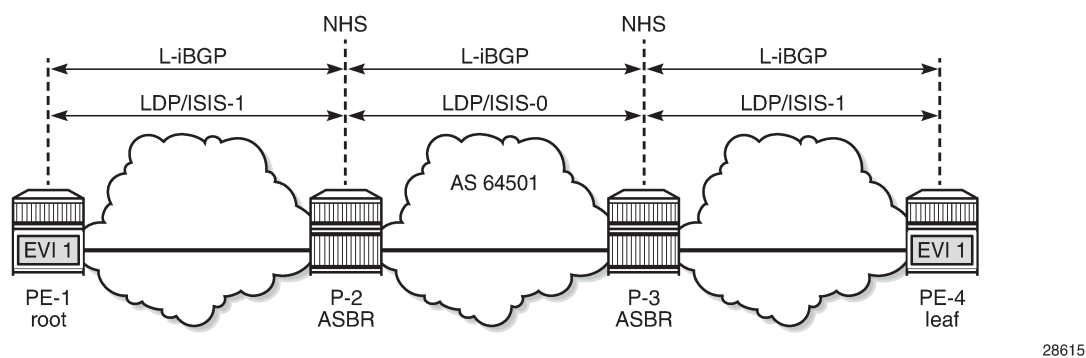 NHS NHS
L-iBGP L-iBGP L-iBGP
LDP/ISIS-1 LDP/ISIS-0 LDP/ISIS-1
AS 64501
EVI 1 EVI 1
PE-1 P-2 P-3 PE-4
root ASBR ASBR leaf
28615